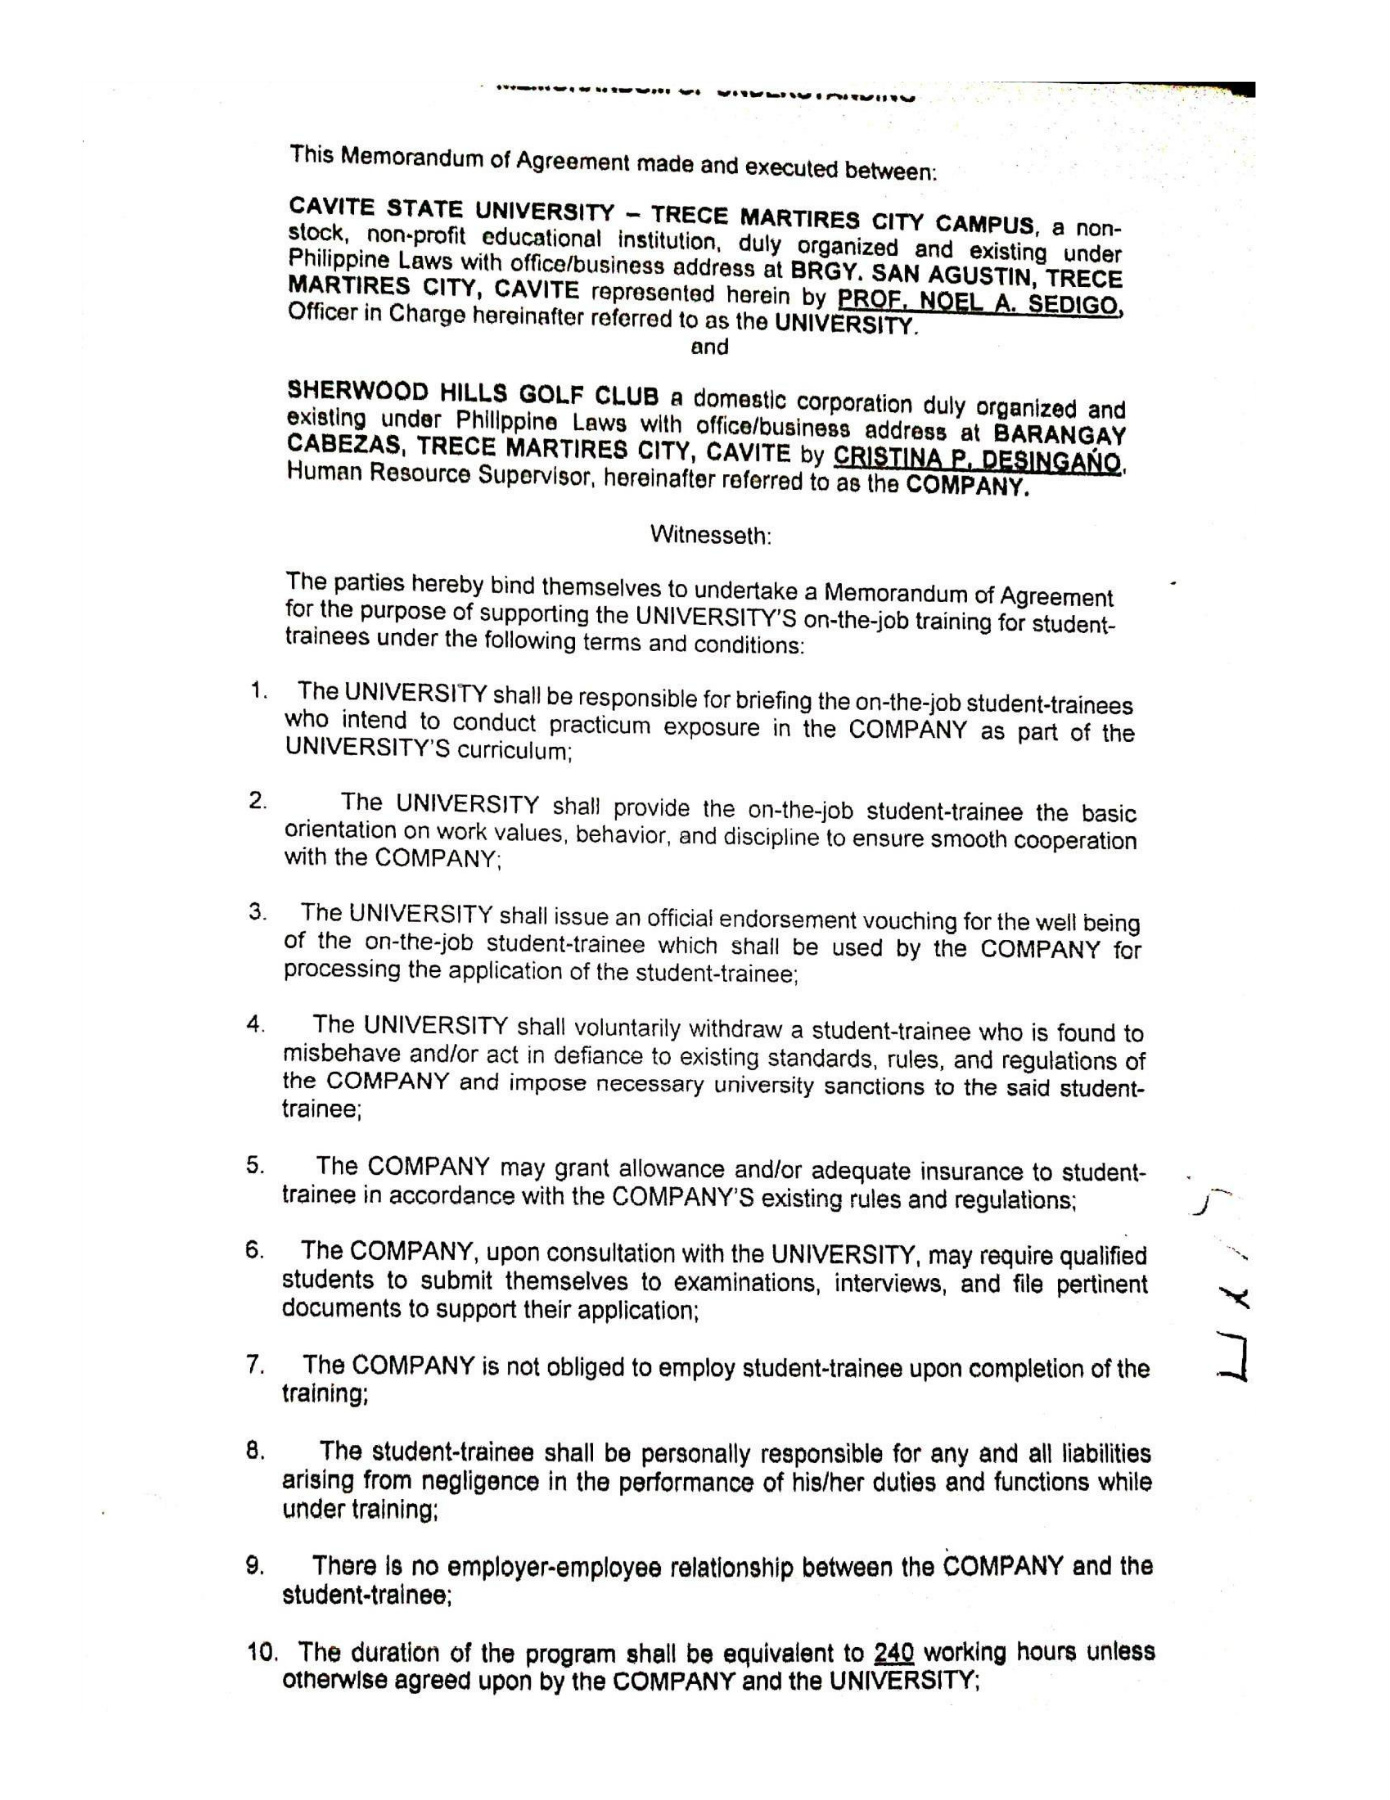 This Memorandum of Agreement made and executed between:
CAVITE STATE UNIVERSITY – TRECE MARTIRES CITY CAMPUS, a non-
stock, non-profit educational institution, duly organized and existing under
Philippine Laws with office/business address at BRGY. SAN AGUSTIN, TRECE
MARTIRES CITY, CAVITE represented herein by PROF. NOEL A. SEDIGO,
Officer in Charge hereinafter referred to as the UNIVERSITY.
and
SHERWOOD HILLS GOLF CLUB a domestic corporation duly organized and
existing under Philippine Laws with office/business address at BARANGAY
CABEZAS, TRECE MARTIRES CITY, CAVITE by CRISTINA P. DESINGAÑO,
Human Resource Supervisor, hereinafter referred to as the COMPANY.
Witnesseth:
The parties hereby bind themselves to undertake a Memorandum of Agreement
for the purpose of supporting the UNIVERSITY'S on-the-job training for student-
trainees under the following terms and conditions:
1. The UNIVERSITY shall be responsible for briefing the on-the-job student-trainees
who intend to conduct practicum exposure in the COMPANY as part of the
UNIVERSITY'S curriculum;
2. The UNIVERSITY shall provide the on-the-job student-trainee the basic
orientation on work values, behavior, and discipline to ensure smooth cooperation
with the COMPANY;
3. The UNIVERSITY shall issue an official endorsement vouching for the well being
of the on-the-job student-trainee which shall be used by the COMPANY for
processing the application of the student-trainee;
4. The UNIVERSITY shall voluntarily withdraw a student-trainee who is found to
misbehave and/or act in defiance to existing standards, rules, and regulations of
the COMPANY and impose necessary university sanctions to the said student-
trainee;
5. The COMPANY may grant allowance and/or adequate insurance to student-
trainee in accordance with the COMPANY'S existing rules and regulations;
6. The COMPANY, upon consultation with the UNIVERSITY, may require qualified
students to submit themselves to examinations, interviews, and file pertinent
documents to support their application;
7. The COMPANY is not obliged to employ student-trainee upon completion of the
training;
8. The student-trainee shall be personally responsible for any and all liabilities
arising from negligence in the performance of his/her duties and functions while
under training;
9. There is no employer-employee relationship between the COMPANY and the
student-trainee;
10. The duration of the program shall be equivalent to 240 working hours unless
otherwise agreed upon by the COMPANY and the UNIVERSITY;